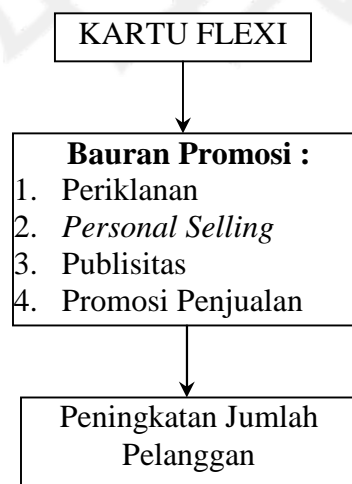 KARTU FLEXI
Bauran Promosi :
1. Periklanan
2. Personal Selling
3. Publisitas
4. Promosi Penjualan
Peningkatan Jumlah
Pelanggan